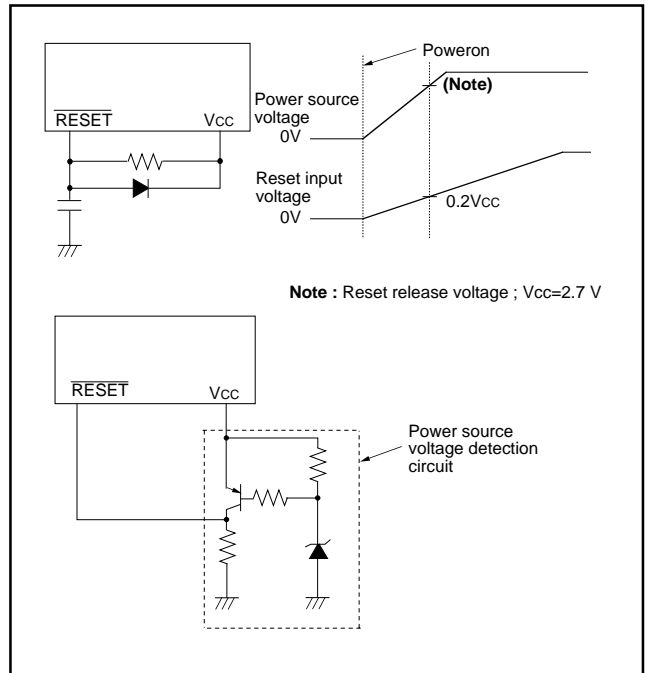 RESET
Vcc
Poweron
(Note)
Power source
voltage
0V
Reset input
voltage
0V
0.2Vcc
Note : Reset release voltage ; Vcc=2.7 V
RESET
Vcc
Power source
voltage detection
circuit